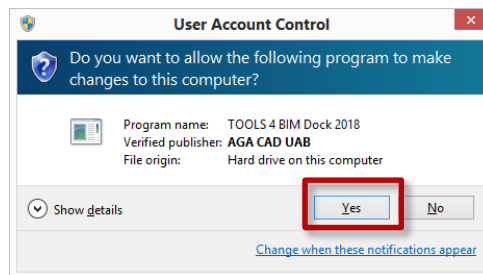 User Account Control
Do you want to allow the following program to make
changes to this computer?
Program name: TOOLS 4 BIM Dock 2018
Verified publisher: AGA CAD UAB
File origin: Hard drive on this computer
Show details
Yes
No
Change when these notifications appear